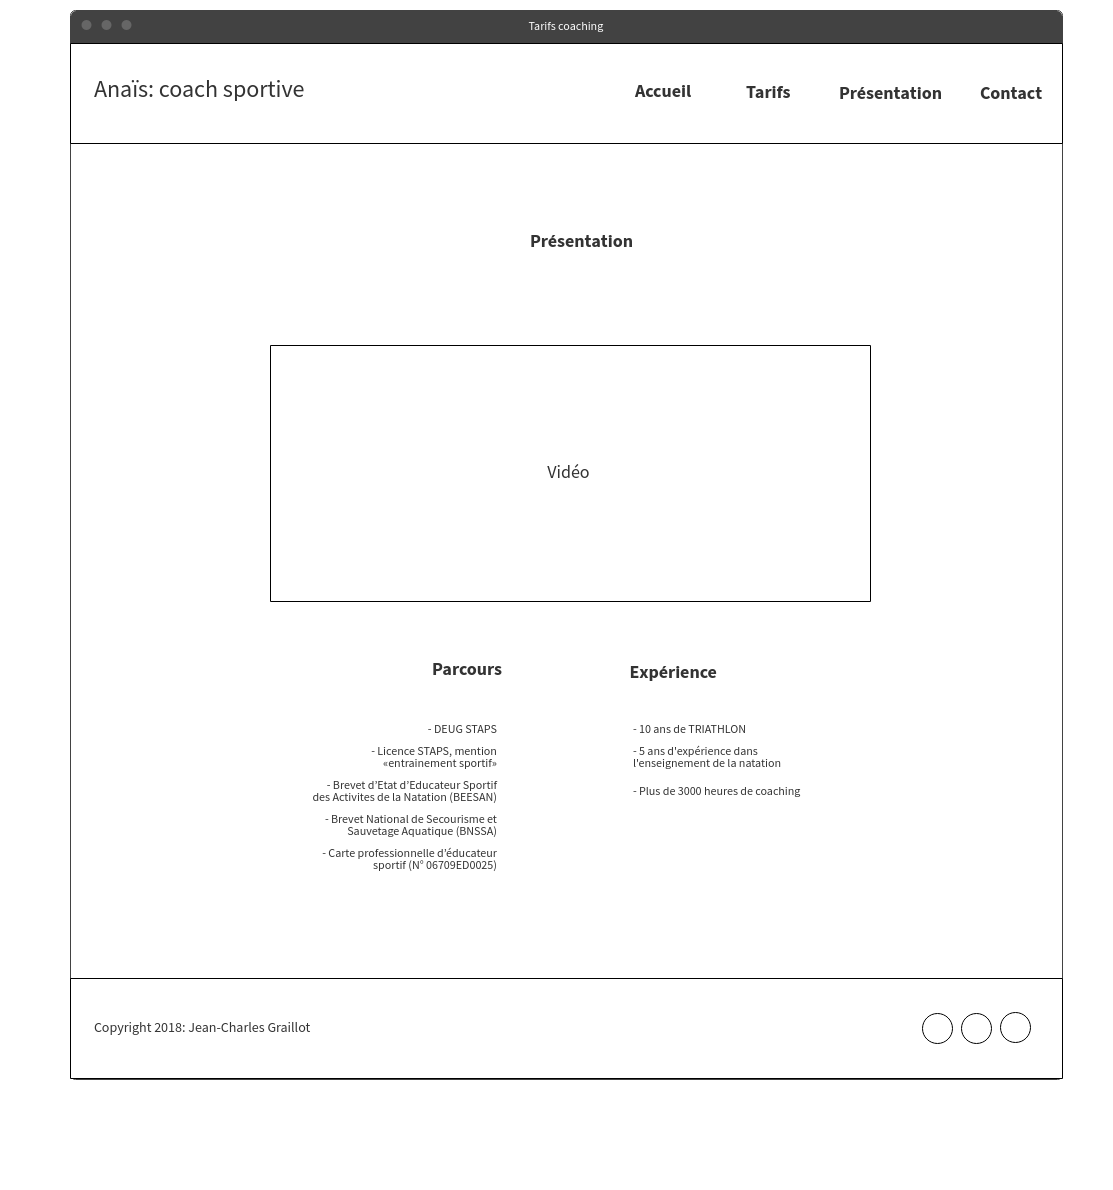 Tarifs coaching
Anaïs: coach sportive
Accueil Tarifs Présentation Contact
Présentation
Vidéo
Parcours
- DEUG STAPS
- Licence STAPS, mention
«entrainement sportif»
- Brevet d’Etat d’Educateur Sportif
des Activites de la Natation (BEESAN)
- Brevet National de Secourisme et
Sauvetage Aquatique (BNSSA)
- Carte professionnelle d’éducateur
sportif (N° 06709ED0025)
Expérience
- 10 ans de TRIATHLON
- 5 ans d'expérience dans
l'enseignement de la natation
- Plus de 3000 heures de coaching
Copyright 2018: Jean-Charles Graillot